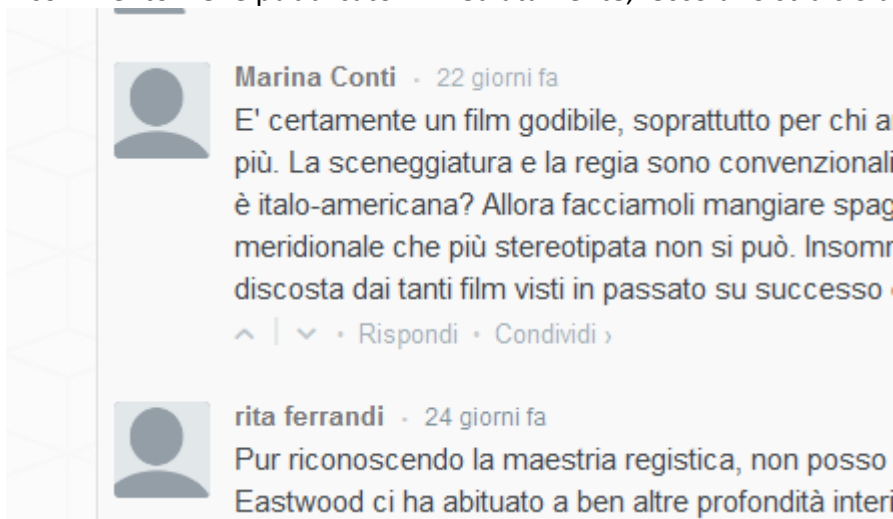 Marina Conti · 22 giorni fa
E' certamente un film godibile, soprattutto per chi
più. La sceneggiatura e la regia sono convenzionali
è italo-americana? Allora facciamoli mangiare
meridionale che più stereotipata non si può.
discosta dai tanti film visti in passato su successo
• Rispondi • Condividi ›
rita ferrandi · 24 giorni fa
Pur riconoscendo la maestria registica, non posso
Eastwood ci ha abituato a ben altre profondità